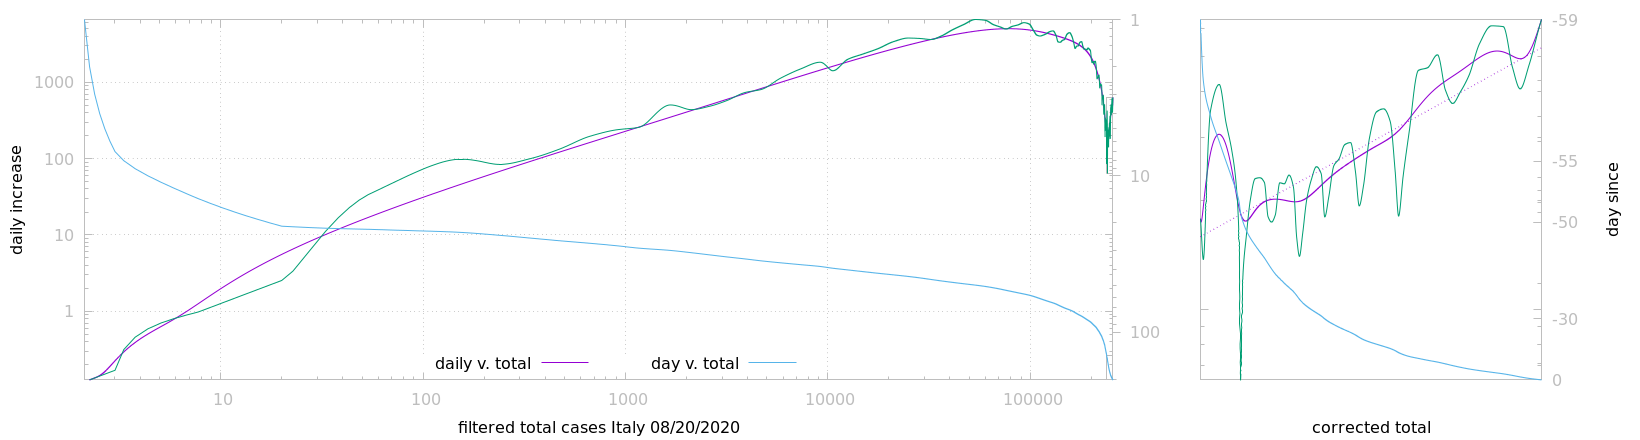 1
-59
1000
daily increase
100
-55
10
day since
-50
10
1
-30
100
daily v. total
day v. total
0
10
100
1000
10000
100000
filtered total cases Italy 08/20/2020
corrected total